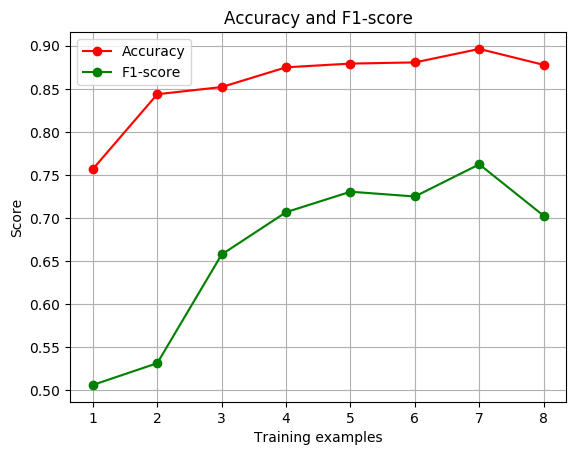 Accuracy and F1-score
Accuracy
F1-score
0.90
0.85
0.80
0.75
0.70
0.65
0.60
0.55
0.50
Score
1 2 3 4 5 6 7 8
Training examples